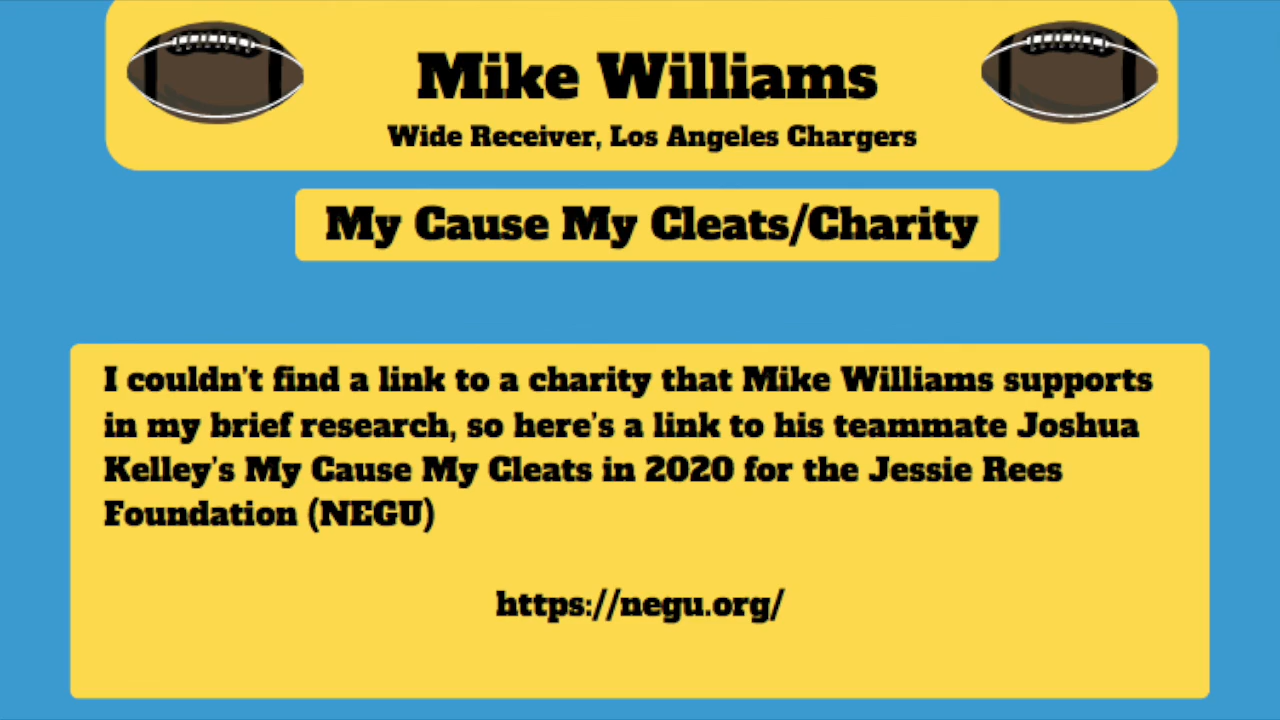 Mike Williams
Wide Receiver, Los Angeles Chargers
My Cause My Cleats/Charity
I couldn't find a link to a charity that Mike Williams supports
in my brief research, so here's a link to his teammate Joshua
Kelley's My Cause My Cleats in 2020 for the Jessie Rees
Foundation (NEGU)
https://negu.org/